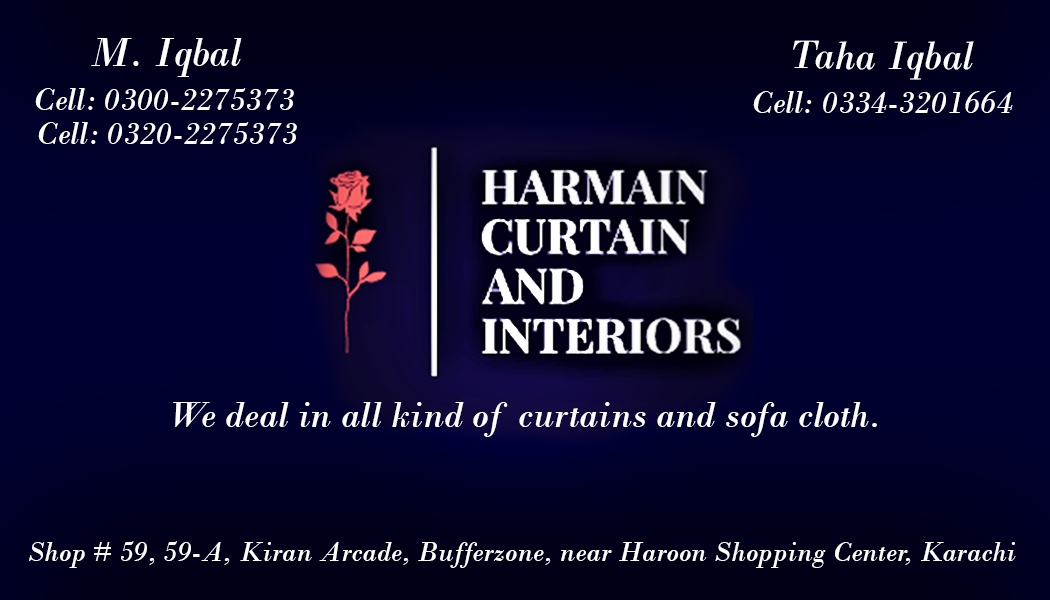 M. Iqbal
Cell: 0300-2275373
Cell: 0320-2275373
Taha Iqbal
Cell: 0334-3201664
HARMAIN
CURTAIN
AND
INTERIORS
We deal in all kind of curtains and sofa cloth.
Shop # 59, 59-A, Kiran Arcade, Bufferzone, near Haroon Shopping Center, Karachi